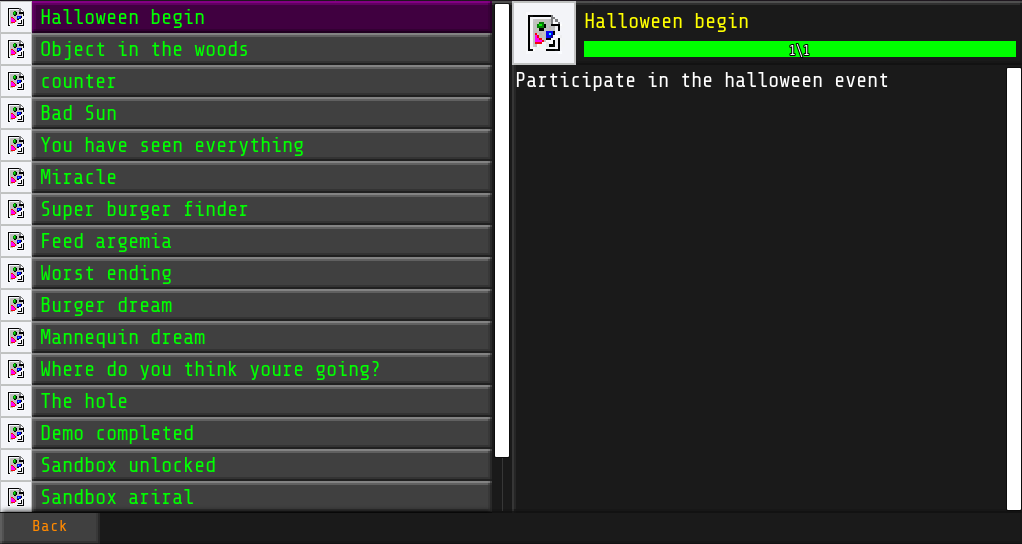 Halloween begin
Object in the woods
counter
Bad Sun
You have seen everything
Miracle
Super burger finder
Feed argemia
Worst ending
Burger dream
Mannequin dream
Where do you think youre going?
The hole
Demo completed
Sandbox unlocked
Sandbox ariral
Back
Halloween begin
1\1
Participate in the halloween event